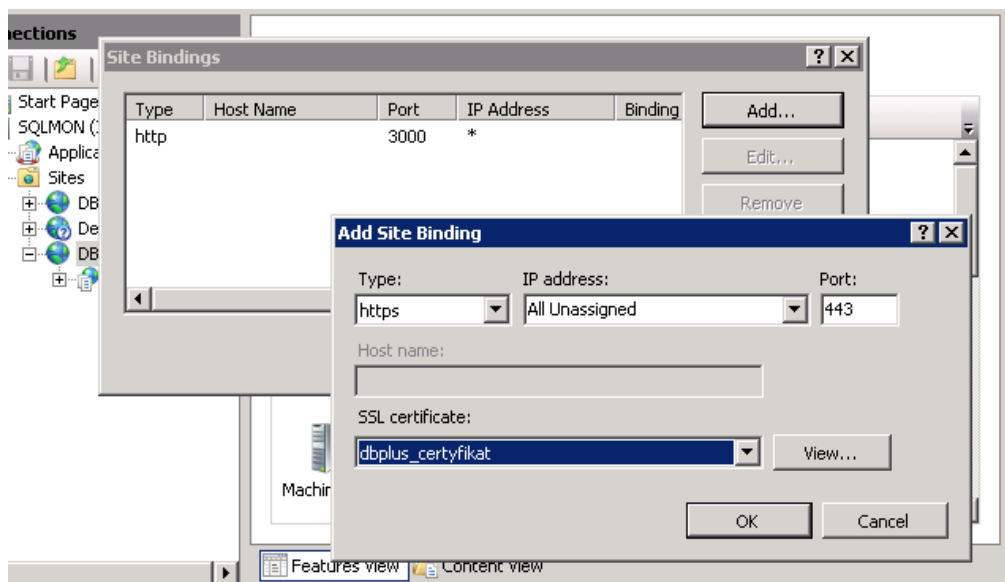 nections
Site Bindings
Start Page
SQLMON (
Applica
Sites
DB
De
DB
Type Host Name Port IP Address Binding
http 3000 *
Add...
Edit...
Remove
Add Site Binding
Type: IP address: Port:
https All Unassigned 443
Host name:
SSL certificate:
dbplus_certyfikat View...
Machin
OK Cancel
Features View Content View